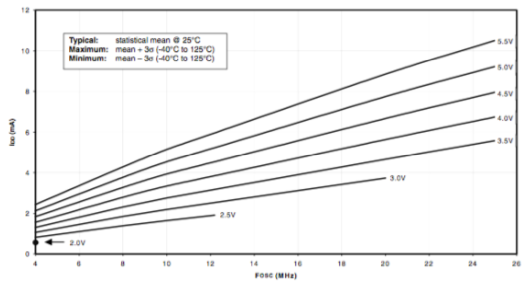 12
10
8
6
4
2
0
IDD (mA)
Typical: statistical mean @ 25°C
Maximum: mean + 3σ (-40°C to 125°C)
Minimum: mean – 3σ (-40°C to 125°C)
5.5V
5.0V
4.5V
4.0V
3.5V
3.0V
2.5V
2.0V
4 6 8 10 12 14 16 18 20 22 24 26
FOSC (MHz)